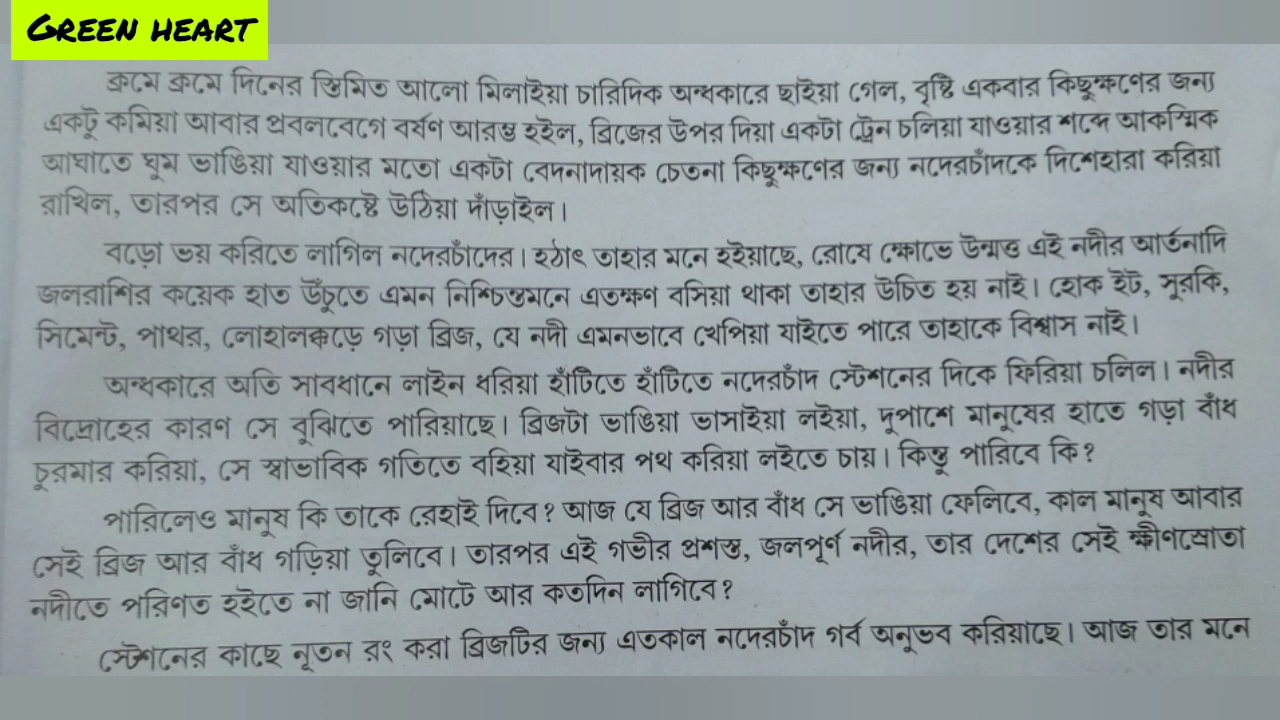 GREEN HEART
ক্রমে ক্রমে দিনের স্তিমিত আলো মিলাইয়া চারিদিক অন্ধকারে ছাইয়া গেল, বৃষ্টি একবার কিছুক্ষণের জন্য
একটু কমিয়া আবার প্রবলবেগে বর্ষণ আরম্ভ হইল, ব্রিজের উপর দিয়া একটা ট্রেন চলিয়া যাওয়ার শব্দে আকস্মিক
আঘাতে ঘুম ভাঙিয়া যাওয়ার মতো একটা বেদনাদায়ক চেতনা কিছুক্ষণের জন্য নদেরচাঁদকে দিশেহারা করিয়া
রাখিল, তারপর সে অতিকষ্টে উঠিয়া দাঁড়াইল।
বড়ো ভয় করিতে লাগিল নদেরচাঁদের। হঠাৎ তাহার মনে হইয়াছে, রোষে ক্ষোভে উন্মত্ত এই নদীর আর্তনাদি
জলরাশির কয়েক হাত উঁচুতে এমন নিশ্চিন্তমনে এতক্ষণ বসিয়া থাকা তাহার উচিত হয় নাই। হোক ইট, সুরকি,
সিমেন্ট, পাথর, লোহালক্কড়ে গড়া ব্রিজ, যে নদী এমনভাবে খেপিয়া যাইতে পারে তাহাকে বিশ্বাস নাই।
অন্ধকারে অতি সাবধানে লাইন ধরিয়া হাঁটিতে হাঁটিতে নদেরচাঁদ স্টেশনের দিকে ফিরিয়া চলিল। নদীর
বিদ্রোহের কারণ সে বুঝিতে পারিয়াছে। ব্রিজটা ভাঙিয়া ভাসাইয়া লইয়া, দুপাশে মানুষের হাতে গড়া বাঁধ
চুরমার করিয়া, সে স্বাভাবিক গতিতে বহিয়া যাইবার পথ করিয়া লইতে চায়। কিন্তু পারিবে কি?
পারিলেও মানুষ কি তাকে রেহাই দিবে? আজ যে ব্রিজ আর বাঁধ সে ভাঙিয়া ফেলিবে, কাল মানুষ আবার
সেই ব্রিজ আর বাঁধ গড়িয়া তুলিবে। তারপর এই গভীর প্রশস্ত, জলপূর্ণ নদীর, তার দেশের সেই ক্ষীণস্রোতা
নদীতে পরিণত হইতে না জানি মোটে আর কতদিন লাগিবে?
স্টেশনের কাছে নূতন রং করা ব্রিজটির জন্য এতকাল নদেরচাঁদ গর্ব অনুভব করিয়াছে। আজ তার মনে